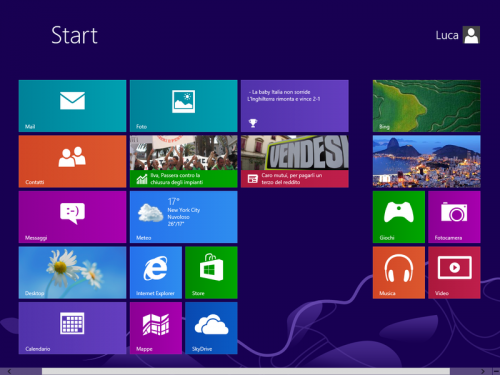 Start
Luca
Mail
Foto
- La baby Italia non sorride
L'Inghilterra rimonta e vince 2-1
Bing
Contatti
Ilva, Passera contro la
chiusura degli impianti
VENDESI
Caro mutui, per pagarli un
terzo del reddito
Messaggi
17°
New York City
Nuvoloso
26°/17°
Meteo
Giochi
Fotocamera
Desktop
Internet Explorer
Store
Musica
Video
Calendario
Mappe
SkyDrive